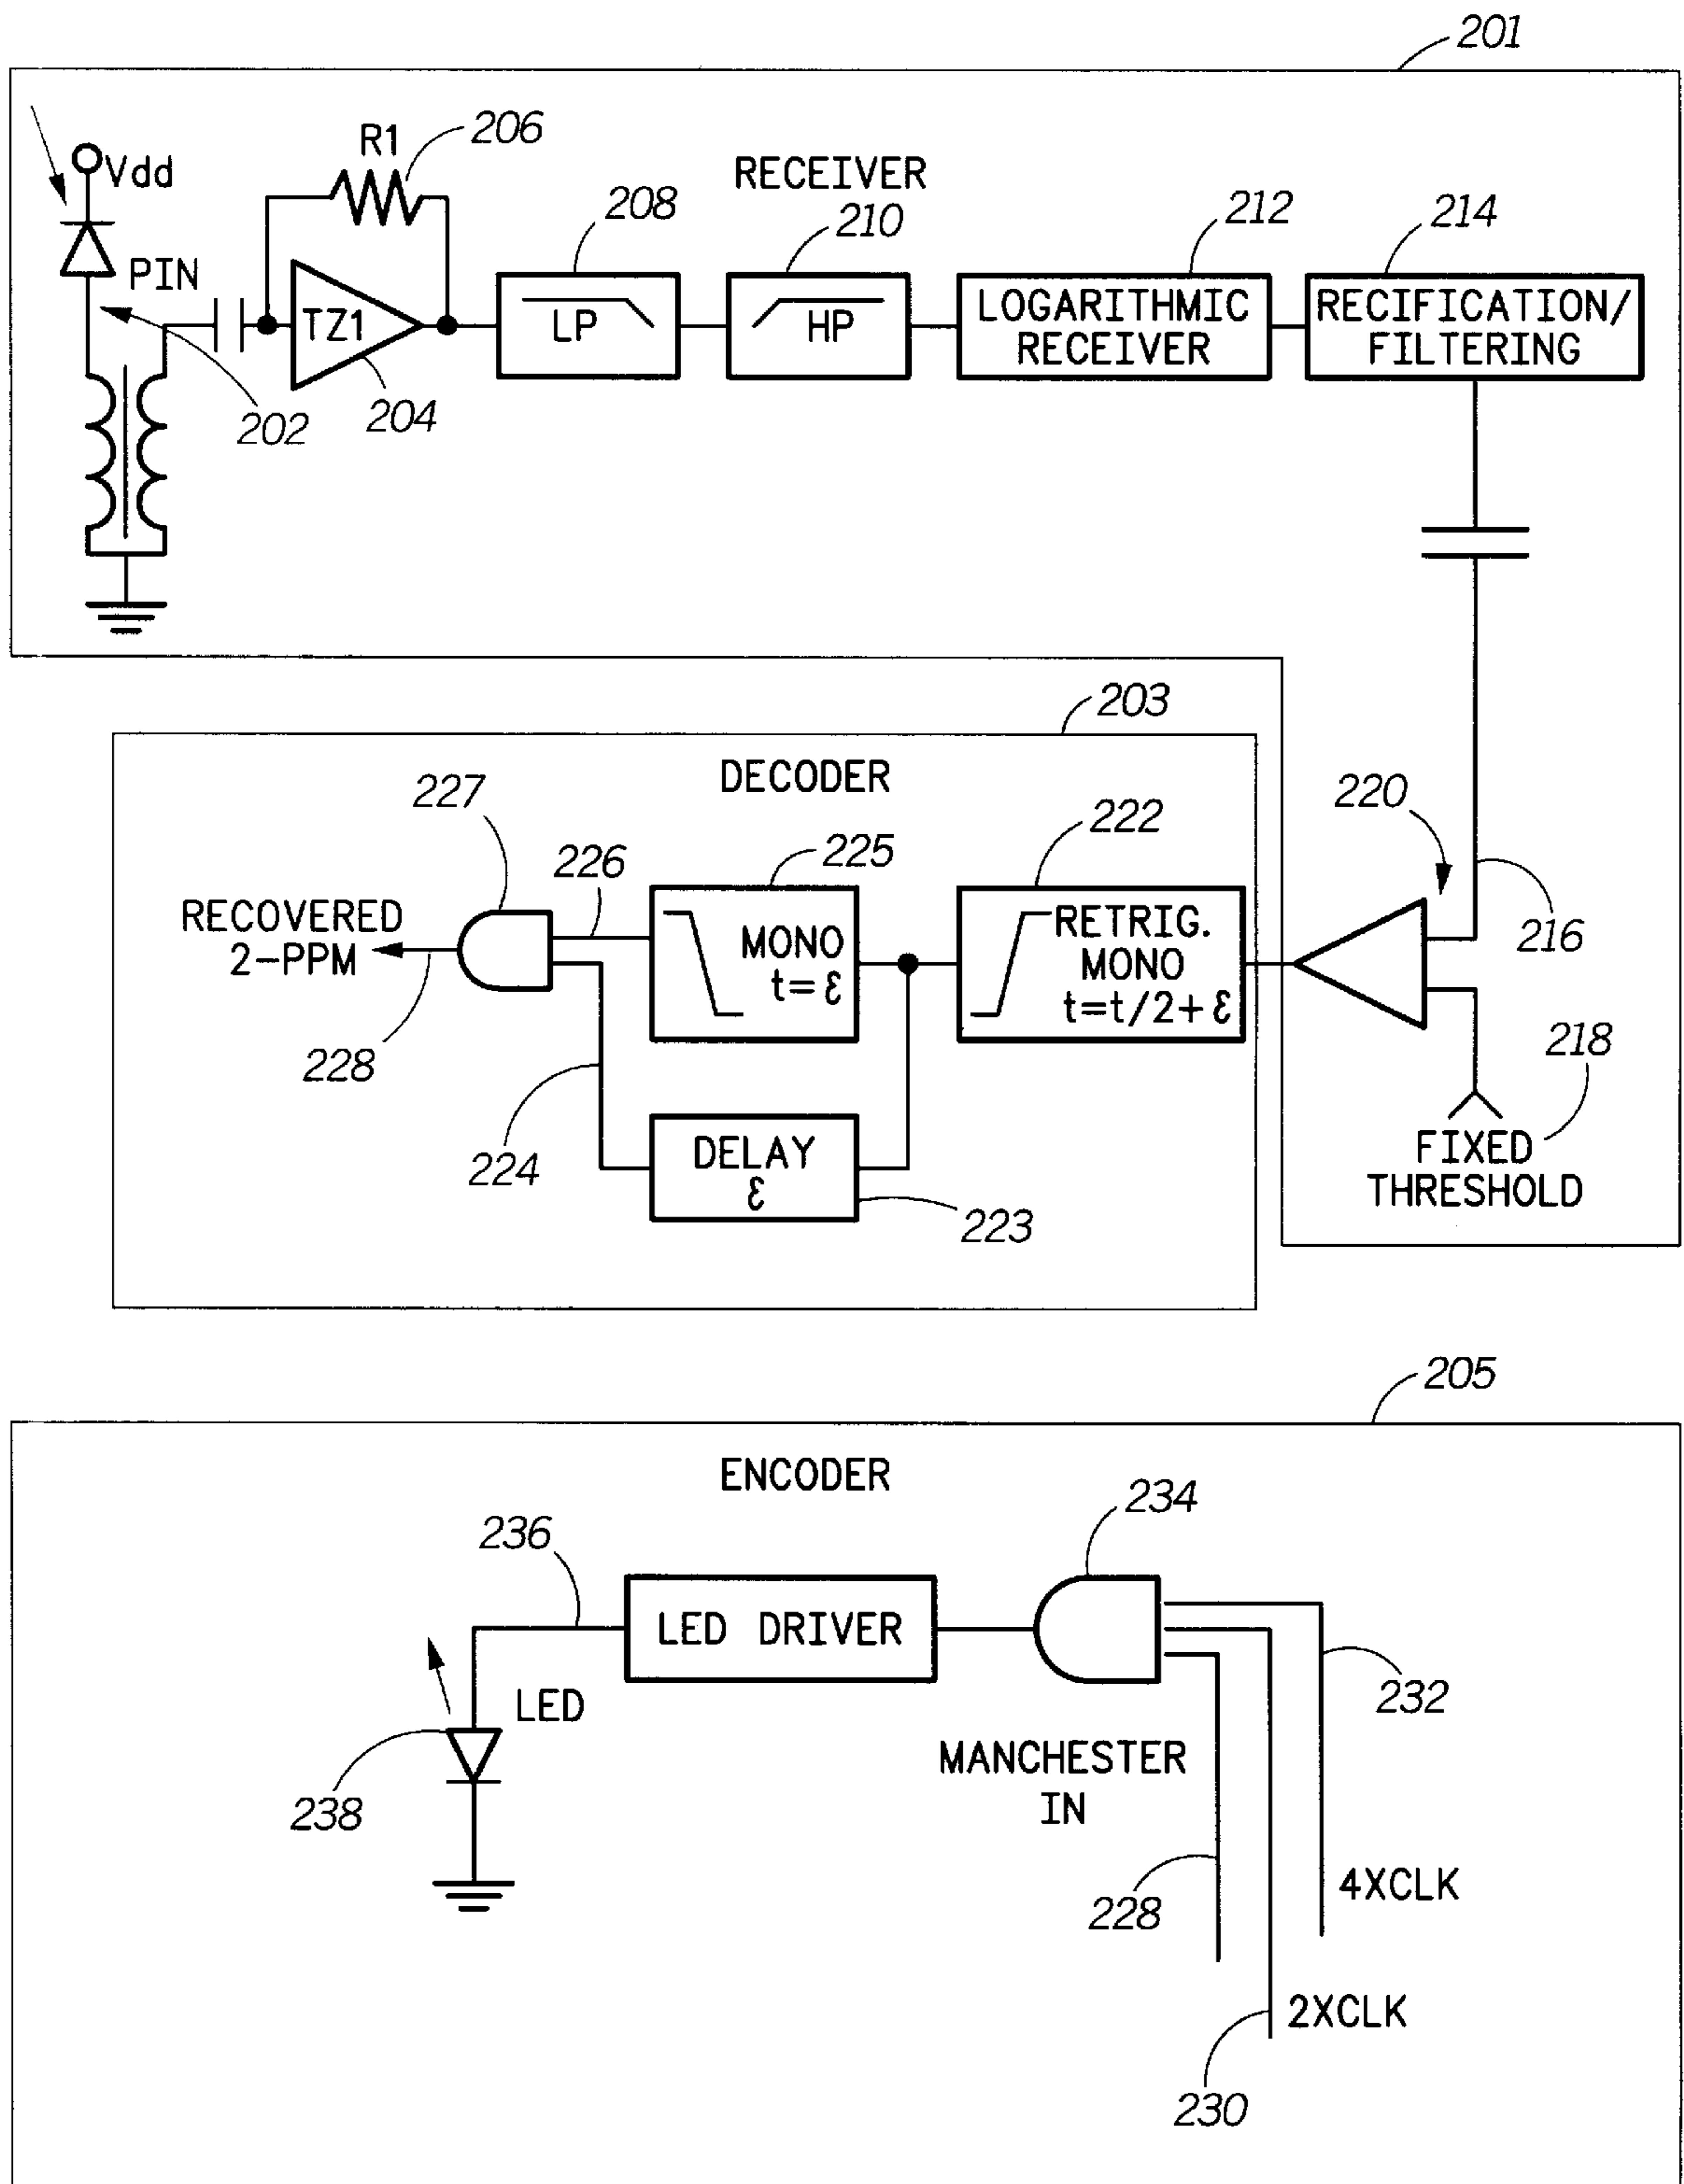 201
Vdd
R1
206
PIN
202
TZ1
204
RECEIVER
208
LP
210
HP
212
LOGARITHMIC
RECEIVER
214
RECIFICATION/
FILTERING
203
DECODER
227
226
225
222
220
216
RECOVERED
2-PPM
228
MONO
t=ε
RETRIG.
MONO
t=t/2+ε
218
FIXED
THRESHOLD
224
DELAY
ε
223
205
ENCODER
236
234
LED DRIVER
LED
238
232
MANCHESTER
IN
228
4XCLK
2XCLK
230